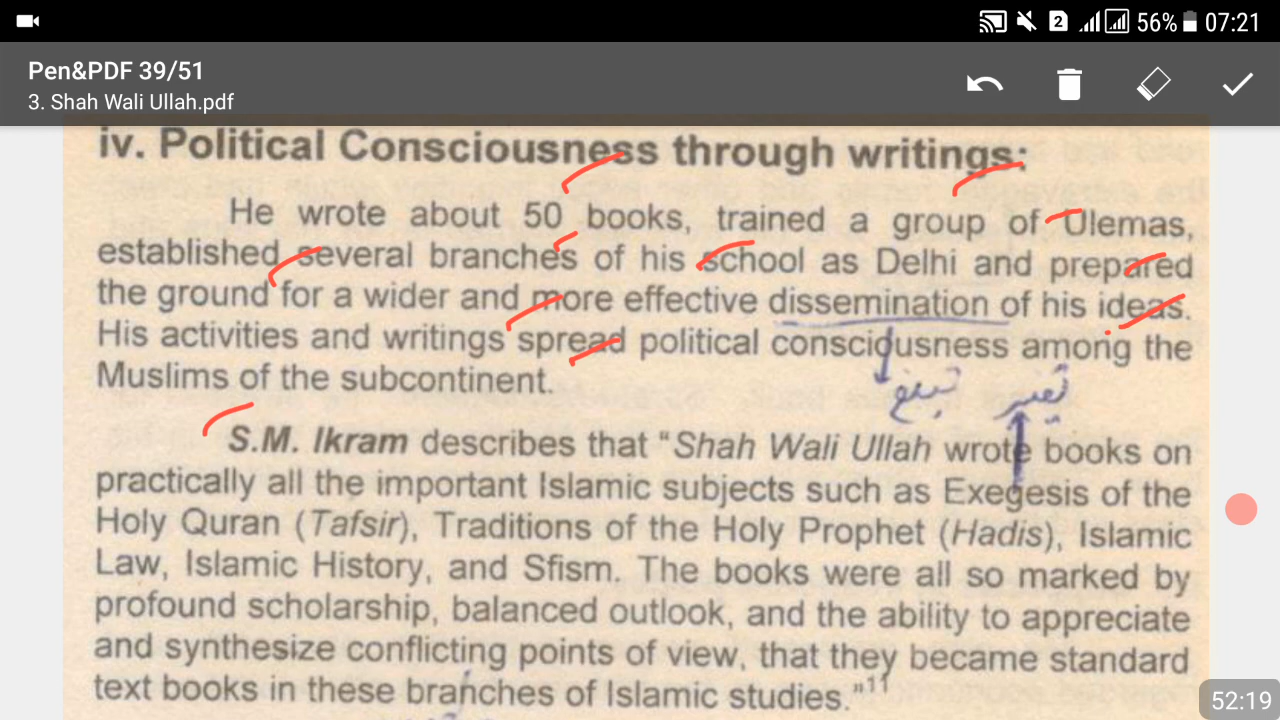 2 56% 07:21
Pen&PDF 39/51
3. Shah Wali Ullah.pdf
iv. Political Consciousness through writings:
He wrote about 50 books, trained a group of Ulemas,
established several branches of his school as Delhi and prepared
the ground for a wider and more effective dissemination of his ideas.
His activities and writings spread political consciousness among the
Muslims of the subcontinent.
تبلیغ تفسیر
S.M. Ikram describes that “Shah Wali Ullah wrote books on
practically all the important Islamic subjects such as Exegesis of the
Holy Quran (Tafsir), Traditions of the Holy Prophet (Hadis), Islamic
Law, Islamic History, and Sfism. The books were all so marked by
profound scholarship, balanced outlook, and the ability to appreciate
and synthesize conflicting points of view, that they became standard
text books in these branches of Islamic studies.”11
52:19